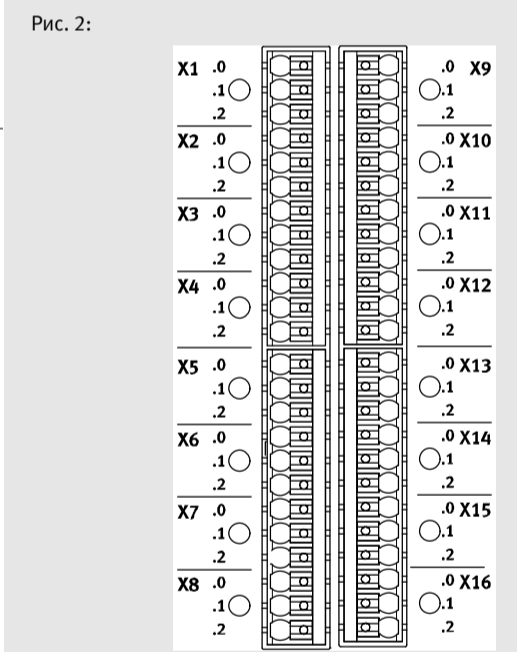 Рис. 2:
X1 .0 .0 X9
.1 .1
.2 .2
X2 .0 .0 X10
.1 .1
.2 .2
X3 .0 .0 X11
.1 .1
.2 .2
X4 .0 .0 X12
.1 .1
.2 .2
X5 .0 .0 X13
.1 .1
.2 .2
X6 .0 .0 X14
.1 .1
.2 .2
X7 .0 .0 X15
.1 .1
.2 .2
X8 .0 .0 X16
.1 .1
.2 .2